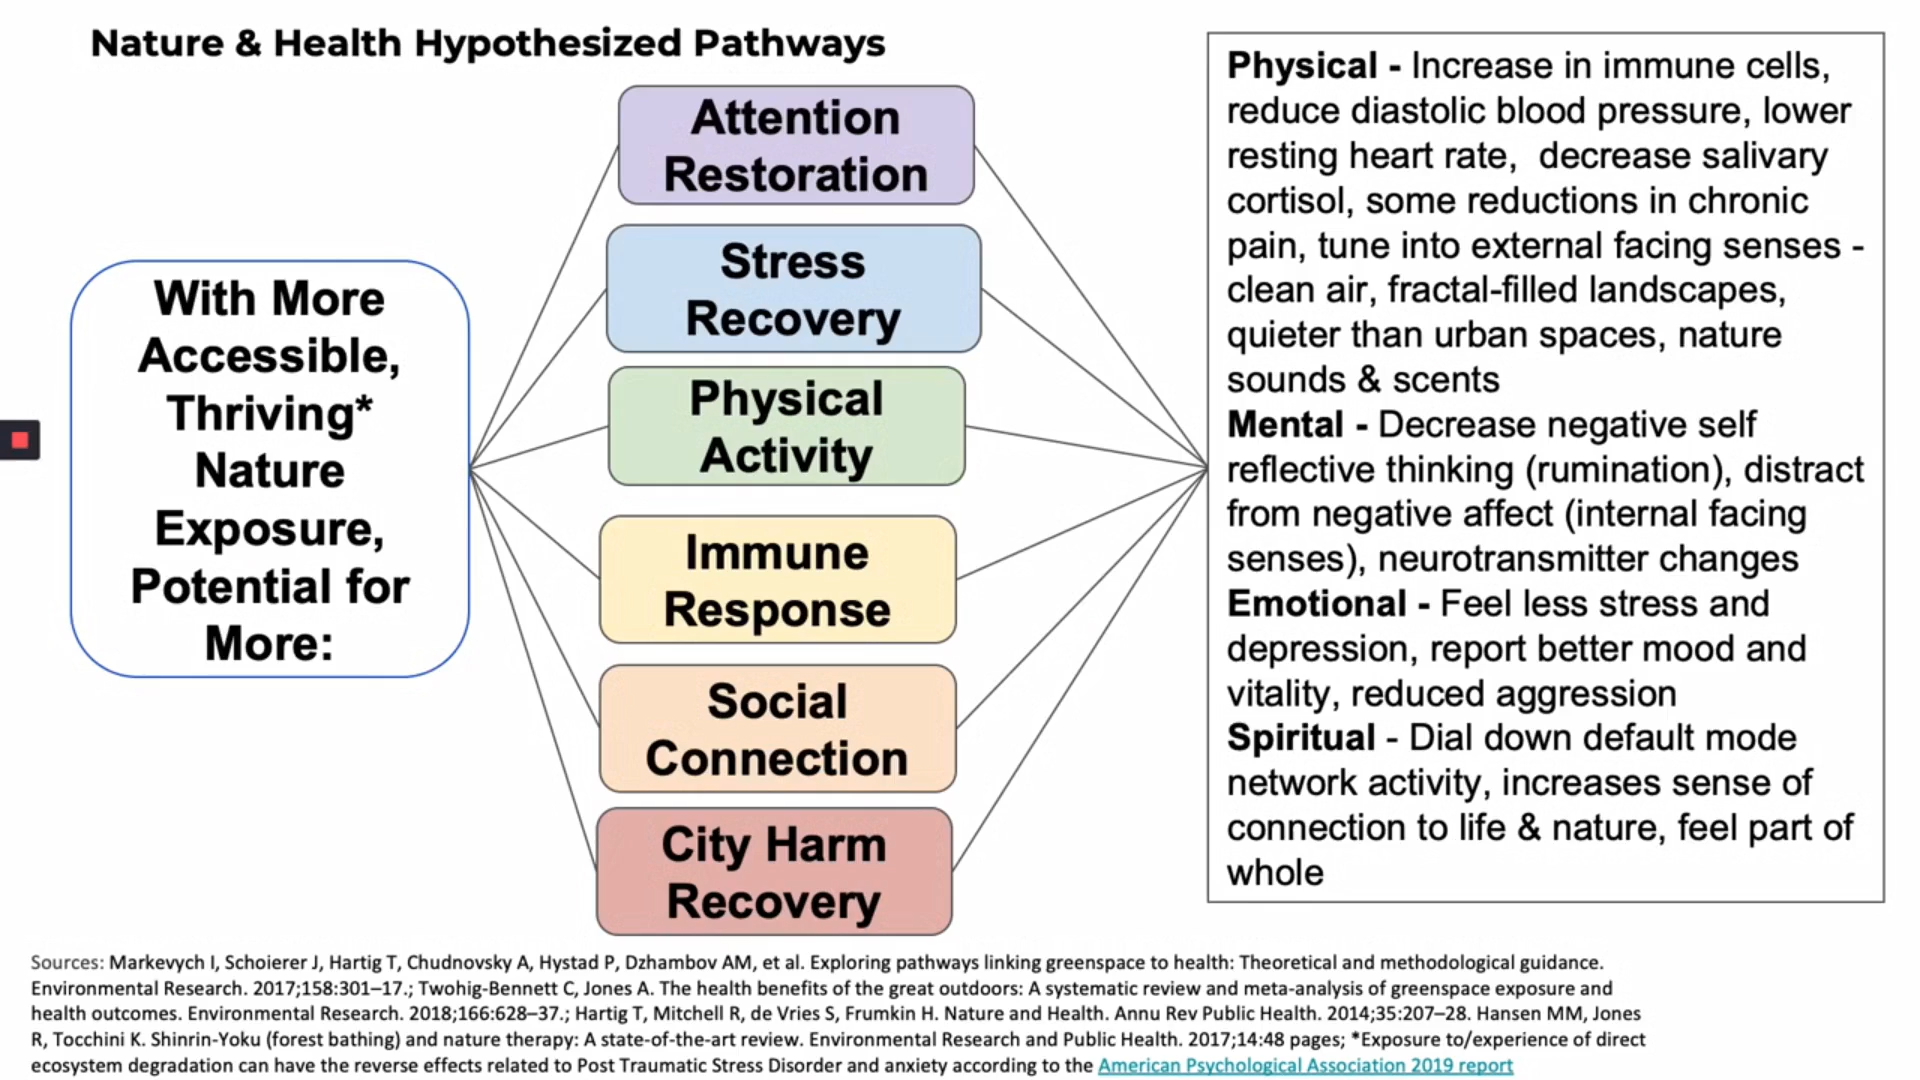 Nature & Health Hypothesized Pathways
With More
Accessible,
Thriving*
Nature
Exposure,
Potential for
More:
Attention
Restoration
Stress
Recovery
Physical
Activity
Immune
Response
Social
Connection
City Harm
Recovery
Physical - Increase in immune cells,
reduce diastolic blood pressure, lower
resting heart rate, decrease salivary
cortisol, some reductions in chronic
pain, tune into external facing senses -
clean air, fractal-filled landscapes,
quieter than urban spaces, nature
sounds & scents
Mental - Decrease negative self
reflective thinking (rumination), distract
from negative affect (internal facing
senses), neurotransmitter changes
Emotional - Feel less stress and
depression, report better mood and
vitality, reduced aggression
Spiritual - Dial down default mode
network activity, increases sense of
connection to life & nature, feel part of
whole
Sources: Markevych I, Schoierer J, Hartig T, Chudnovsky A, Hystad P, Dzhambov AM, et al. Exploring pathways linking greenspace to health: Theoretical and methodological guidance.
Environmental Research. 2017;158:301–17.; Twohig-Bennett C, Jones A. The health benefits of the great outdoors: A systematic review and meta-analysis of greenspace exposure and
health outcomes. Environmental Research. 2018;166:628–37.; Hartig T, Mitchell R, de Vries S, Frumkin H. Nature and Health. Annu Rev Public Health. 2014;35:207–28. Hansen MM, Jones
R, Tocchini K. Shinrin-Yoku (forest bathing) and nature therapy: A state-of-the-art review. Environmental Research and Public Health. 2017;14:48 pages; *Exposure to/experience of direct
ecosystem degradation can have the reverse effects related to Post Traumatic Stress Disorder and anxiety according to the American Psychological Association 2019 report